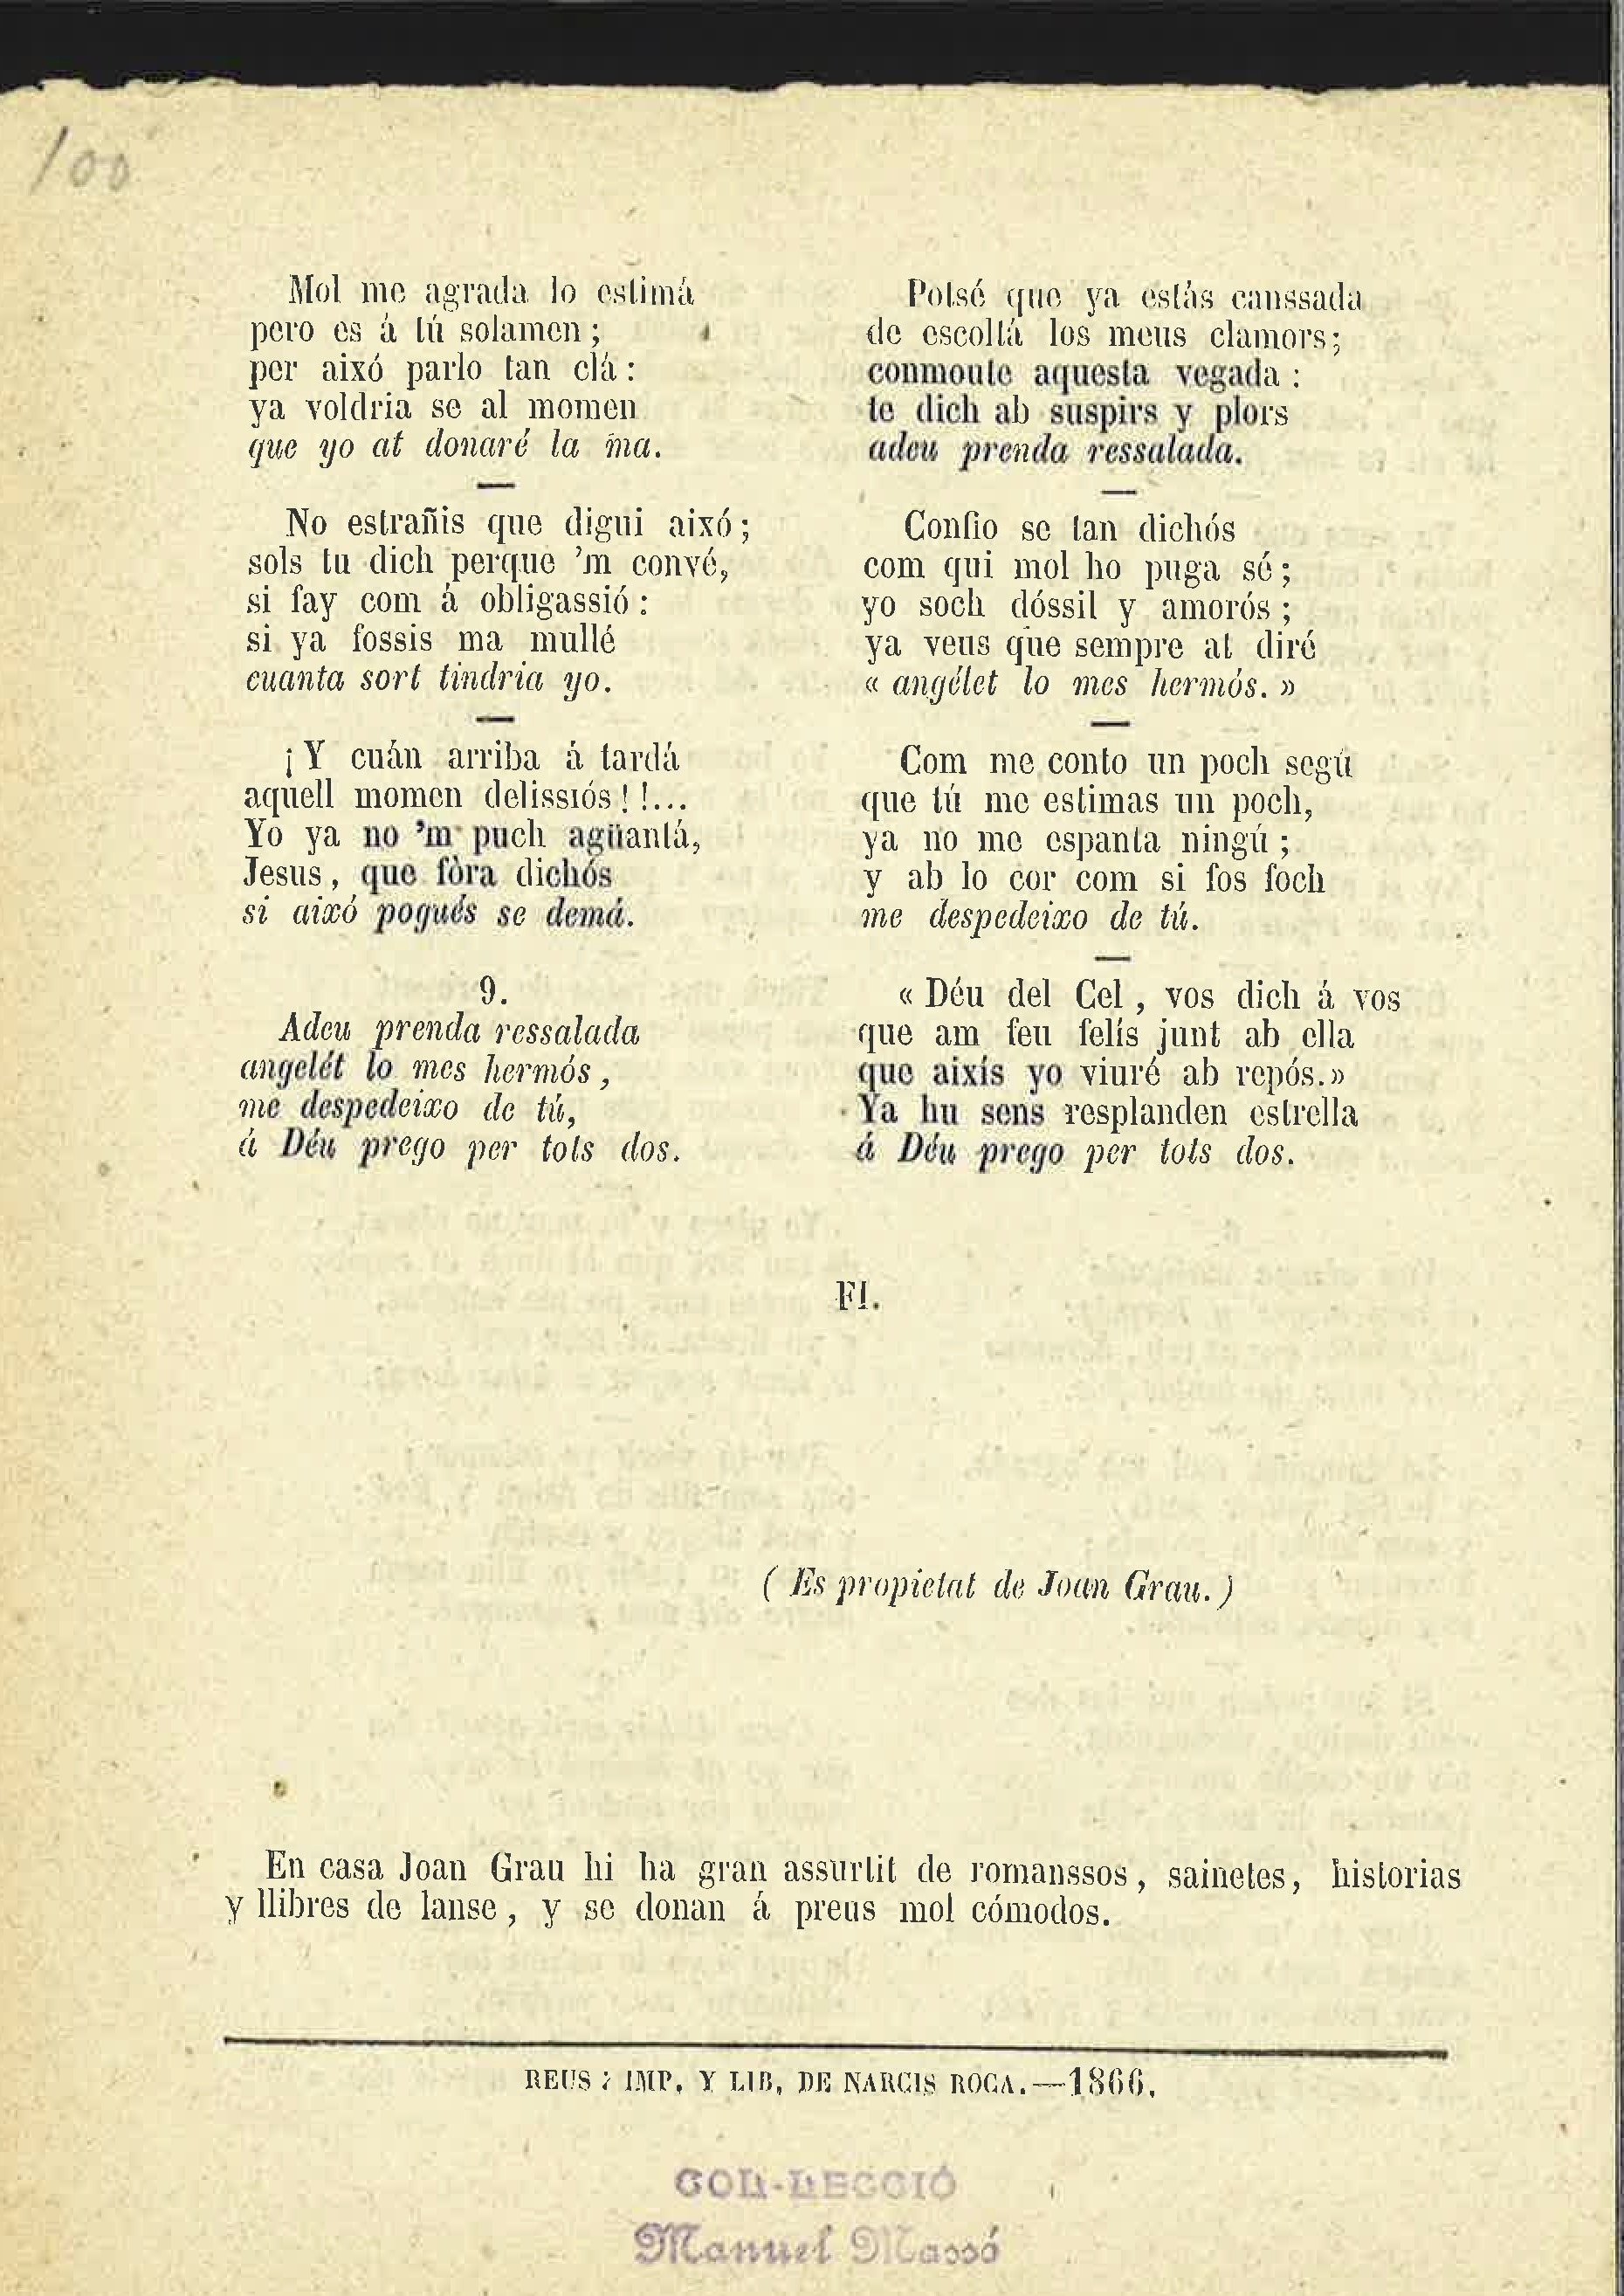 100
Mol me agrada lo estimá
pero es á tú solamen;
per aixó parlo tan clá:
ya voldria se al momen
que yo at donaré la ma.
No estrañis que digui aixó;
sols tu dich perque 'm convé,
si fay com á obligassió:
si ya fossis ma mullé
cuanta sort tindria yo.
¡Y cuán arriba á tardá
aquell momen delissiós!!...
Yo ya no 'm puch agüantá,
Jesus, que fòra dichós
si aixó pogués se demá.
9.
Adeu prenda ressalada
angelét lo mes hermós,
me despedeixo de tú,
á Déu prego per tots dos.
Potsé que ya estás canssada
de escoltá los meus clamors;
conmoute aquesta vegada:
te dich ab suspirs y plors
adeu prenda ressalada.
Confio se tan dichós
com qui mol ho puga sé;
yo soch dóssil y amorós;
ya veus que sempre at diré
«angélet lo mes hermós.»
Com me conto un poch segú
que tú me estimas un poch,
ya no me espanta ningú;
y ab lo cor com si fos foch
me despedeixo de tú.
«Déu del Cel, vos dich á vos
que am feu felís junt ab ella
que aixís yo viuré ab repós.»
Ya hu sens resplanden estrella
á Déu prego per tots dos.
FI.
(Es propietat de Joan Grau.)
En casa Joan Grau hi ha gran assurtit de romanssos, sainetes, historias
y llibres de lanse, y se donan á preus mol cómodos.
REUS: IMP. Y LIB. DE NARCIS ROCA.—1866.
COL·LECCIÓ
Manuel Massó